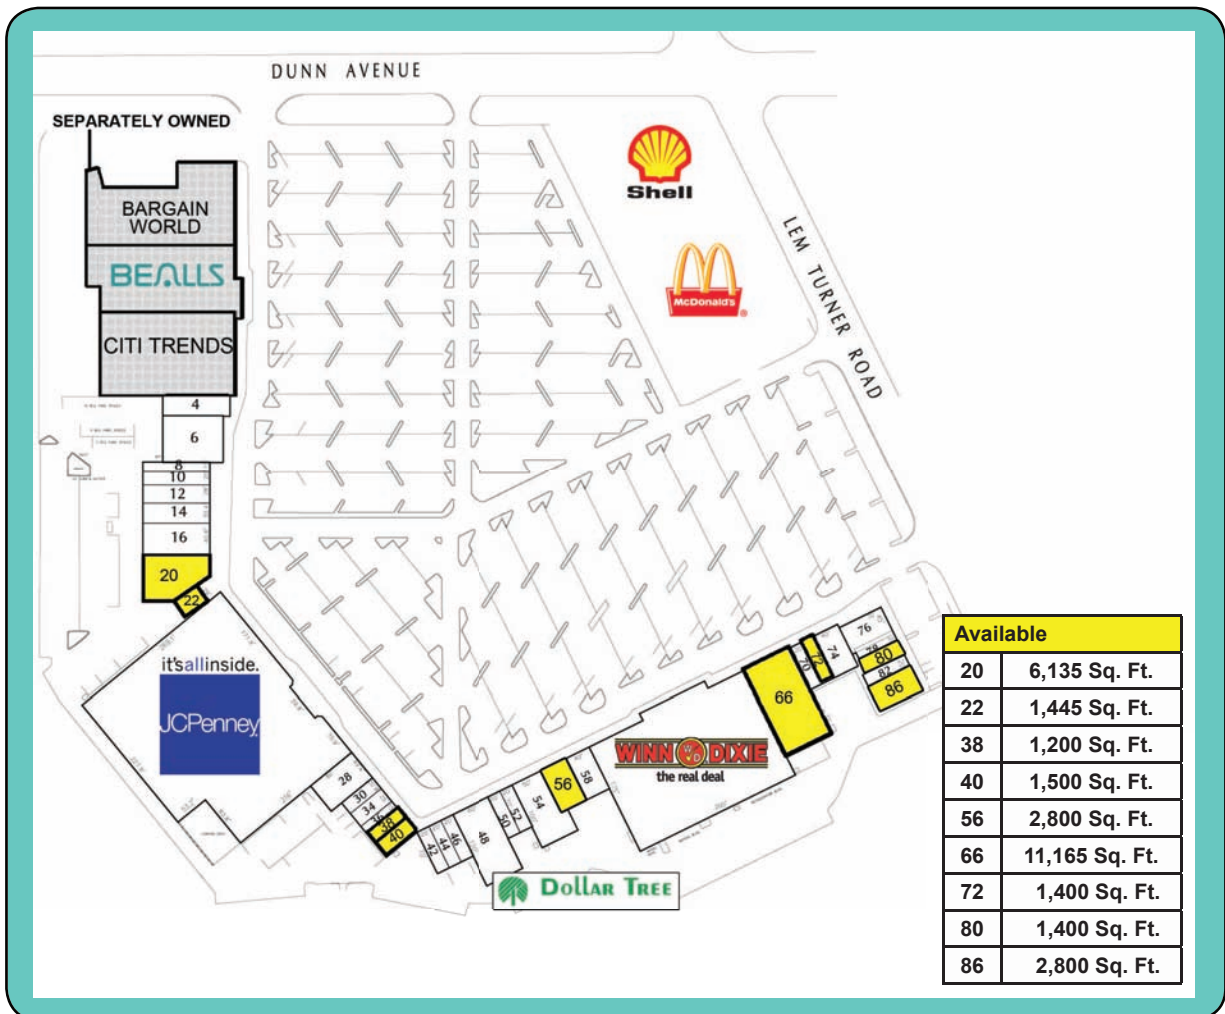 DUNN AVENUE
SEPARATELY OWNED
BARGAIN
WORLD
BEALLS
CITI TRENDS
Shell
McDonald's
LEM TURNER ROAD
4
6
8
10
12
14
16
20
22
it'sallinside.
JCPenney
28
30
34
36
38
40
42
44
46
48
50
52
54
56
58
WINN DIXIE
the real deal
66
70
72
74
76
78
80
82
86
DOLLAR TREE
Available
20 6,135 Sq. Ft.
22 1,445 Sq. Ft.
38 1,200 Sq. Ft.
40 1,500 Sq. Ft.
56 2,800 Sq. Ft.
66 11,165 Sq. Ft.
72 1,400 Sq. Ft.
80 1,400 Sq. Ft.
86 2,800 Sq. Ft.